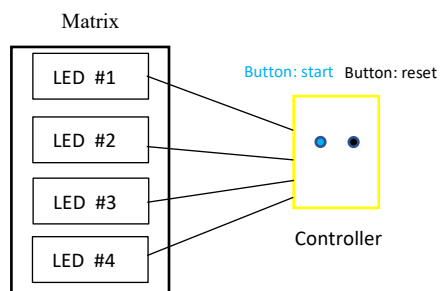 Matrix
LED #1
LED #2
LED #3
LED #4
Button: start
Button: reset
Controller